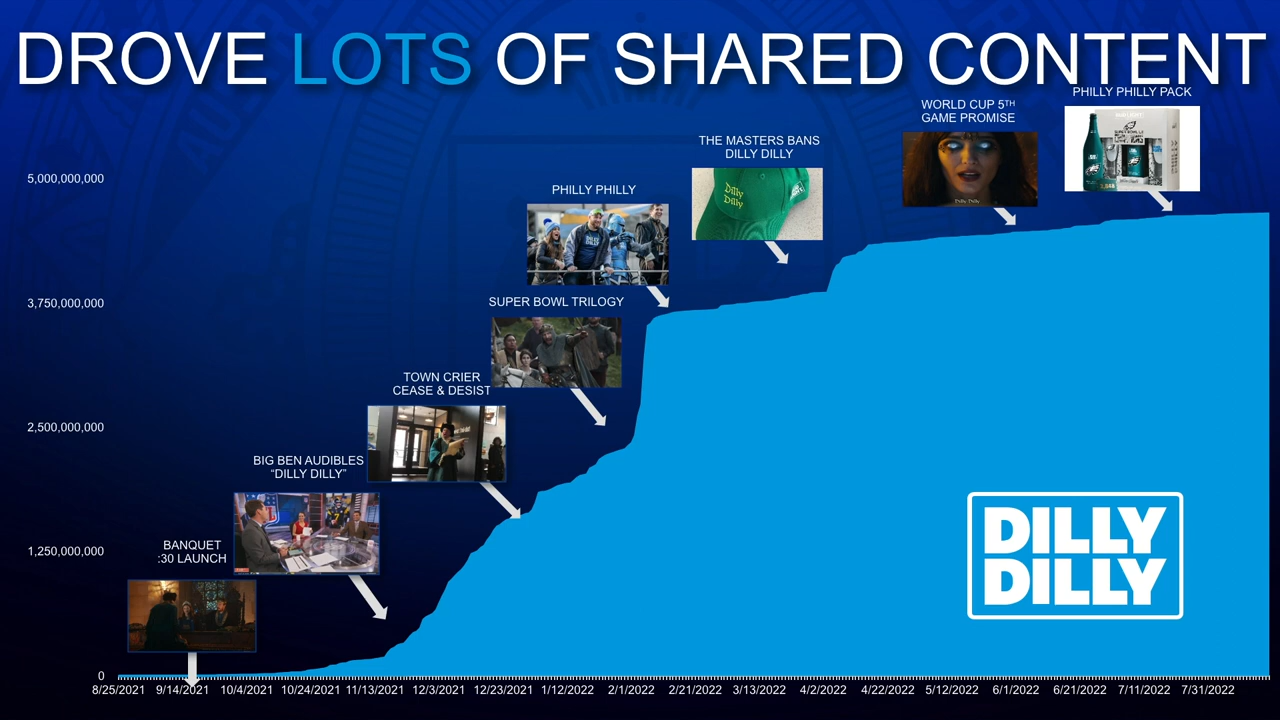 DROVE LOTS OF SHARED CONTENT
PHILLY PHILLY PACK
WORLD CUP 5TH
GAME PROMISE
THE MASTERS BANS
DILLY DILLY
Dilly
Dilly
PHILLY PHILLY
SUPER BOWL TRILOGY
TOWN CRIER
CEASE & DESIST
BIG BEN AUDIBLES
“DILLY DILLY”
BANQUET
:30 LAUNCH
5,000,000,000
3,750,000,000
2,500,000,000
1,250,000,000
0
DILLY
DILLY
8/25/2021 9/14/2021 10/4/2021 10/24/2021 11/13/2021 12/3/2021 12/23/2021 1/12/2022 2/1/2022 2/21/2022 3/13/2022 4/2/2022 4/22/2022 5/12/2022 6/1/2022 6/21/2022 7/11/2022 7/31/2022